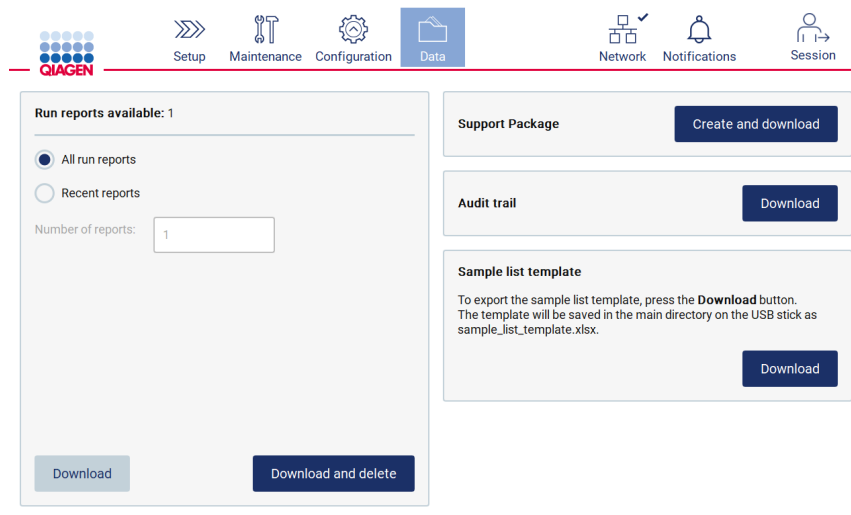 Setup
Maintenance
Configuration
Data
Network
Notifications
Session
QIAGEN
Run reports available: 1
All run reports
Recent reports
Number of reports:
1
Download
Download and delete
Support Package
Create and download
Audit trail
Download
Sample list template
To export the sample list template, press the Download button.
The template will be saved in the main directory on the USB stick as
sample_list_template.xlsx.
Download